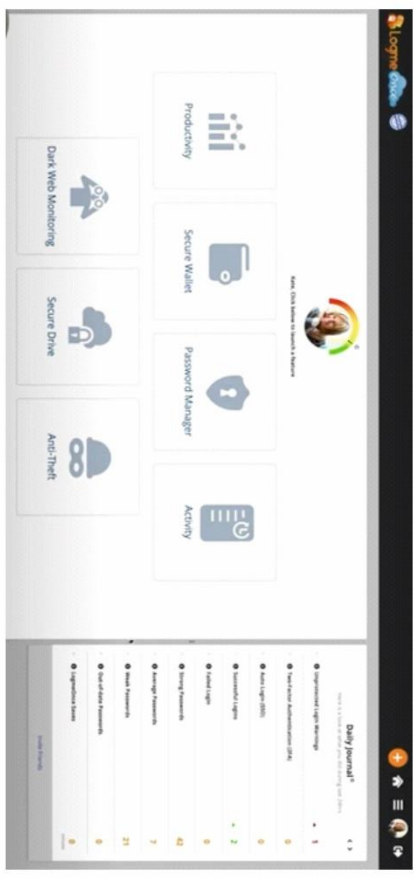 LogmeOnce
Kate, Click below to launch a feature
Productivity
Secure Wallet
Password Manager
Activity
Dark Web Monitoring
Secure Drive
Anti-Theft
Daily Journal
Unprotected Login Warnings 1
Two-Factor Authentication (2FA) 0
Auto Login (SSO) 0
Successful Logins 2
Failed Login 0
Strong Passwords 42
Average Passwords 7
Weak Passwords 21
Out-of-date Passwords 0
LogmeOnce Saves 0
Invite Friends